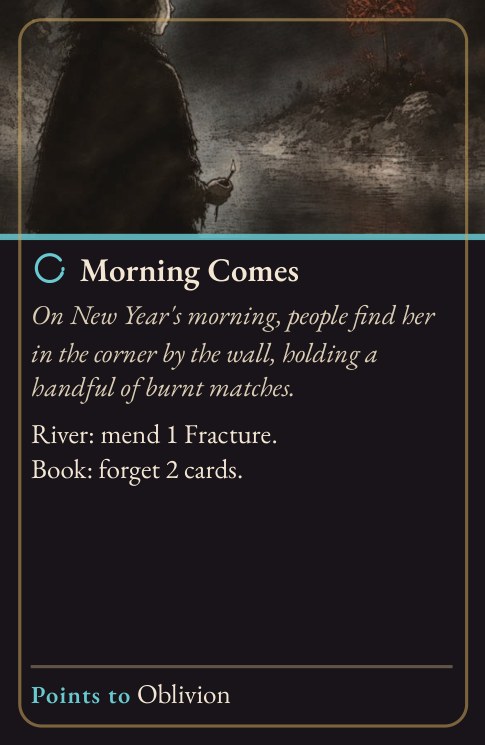 Morning Comes
On New Year's morning, people find her
in the corner by the wall, holding a
handful of burnt matches.
River: mend 1 Fracture.
Book: forget 2 cards.
Points to Oblivion